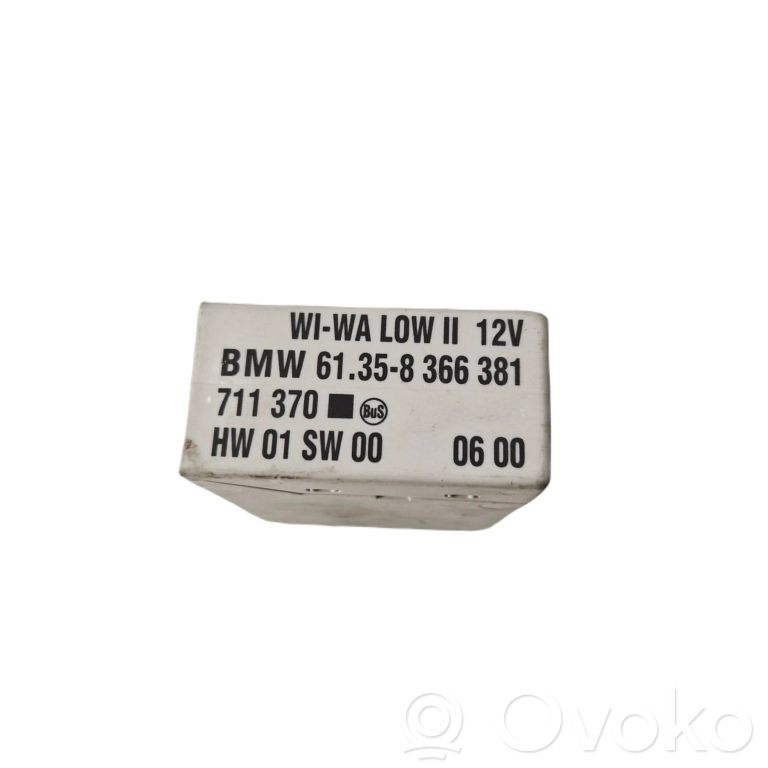 WI-WA LOW II 12V
BMW 61.35-8 366 381
711 370 BuS
HW 01 SW 00 06 00
Ovoko